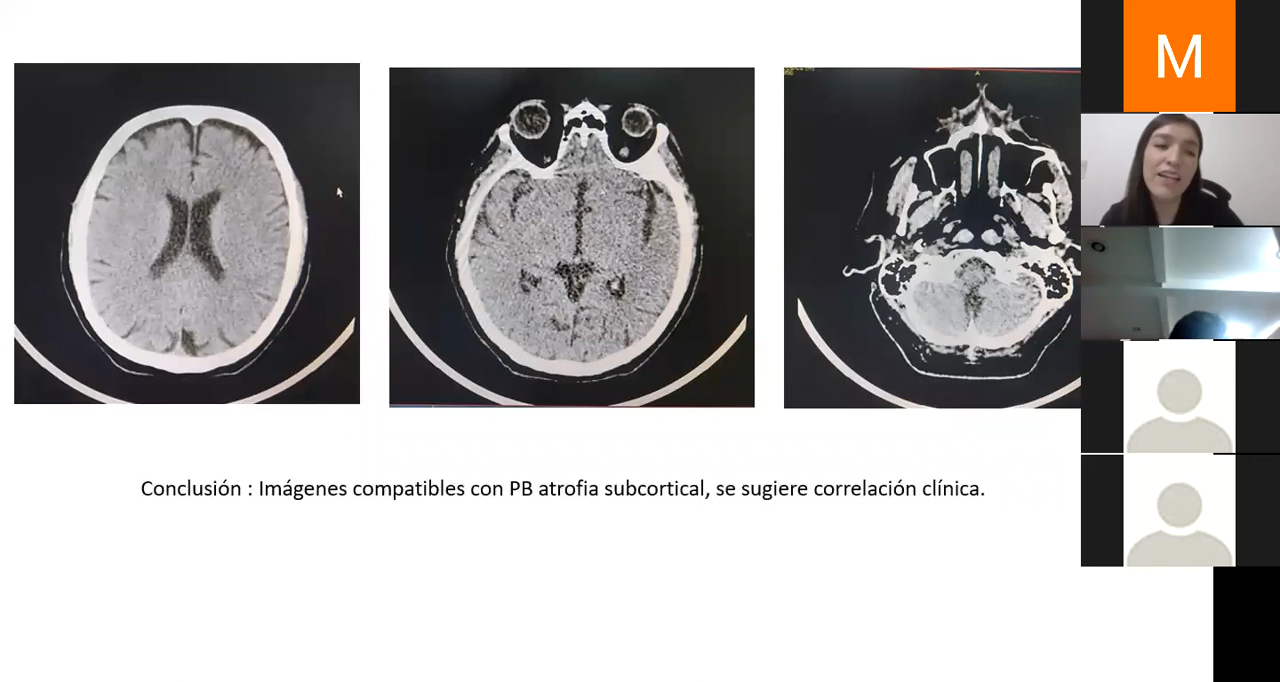 M
A
Conclusión : Imágenes compatibles con PB atrofia subcortical, se sugiere correlación clínica.